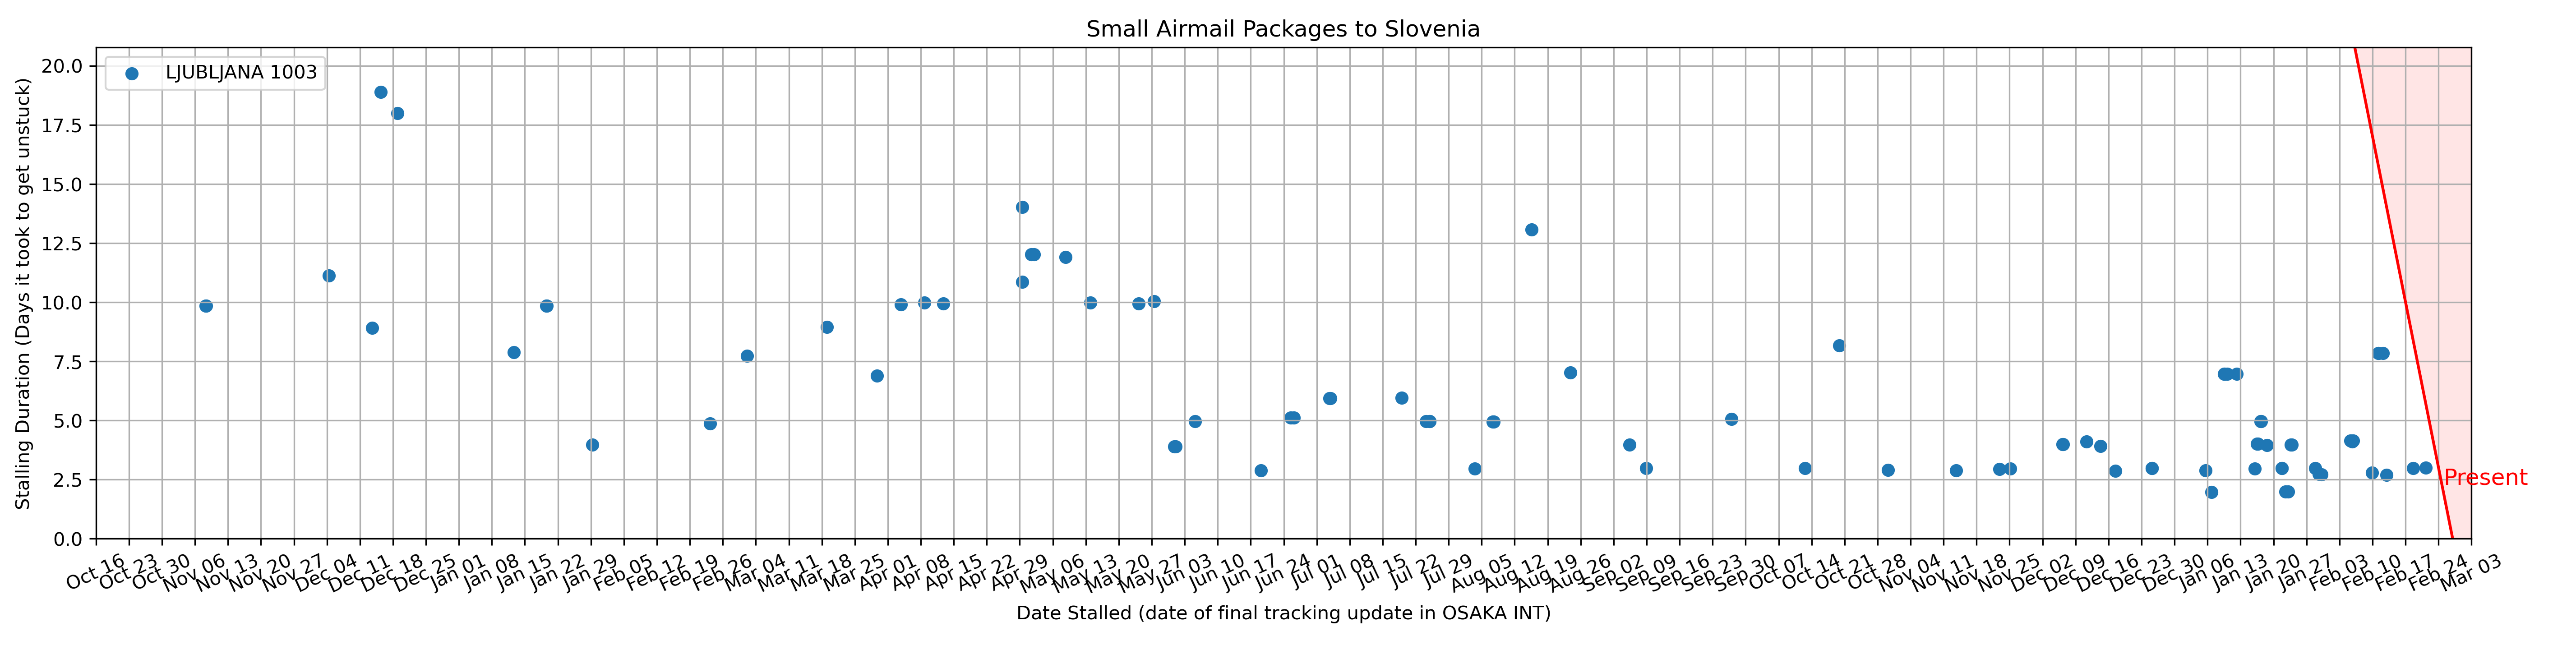 Small Airmail Packages to Slovenia
LJUBLJANA 1003
Stalling Duration (Days it took to get unstuck)
20.0
17.5
15.0
12.5
10.0
7.5
5.0
2.5
0.0
Present
Oct 16 Oct 23 Oct 30 Nov 06 Nov 13 Nov 20 Nov 27 Dec 04 Dec 11 Dec 18 Dec 25 Jan 01 Jan 08 Jan 15 Jan 22 Jan 29 Feb 05 Feb 12 Feb 19 Feb 26 Mar 04 Mar 11 Mar 18 Mar 25 Apr 01 Apr 08 Apr 15 Apr 22 Apr 29 May 06 May 13 May 20 May 27 Jun 03 Jun 10 Jun 17 Jun 24 Jul 01 Jul 08 Jul 15 Jul 22 Jul 29 Aug 05 Aug 12 Aug 19 Aug 26 Sep 02 Sep 09 Sep 16 Sep 23 Sep 30 Oct 07 Oct 14 Oct 21 Oct 28 Nov 04 Nov 11 Nov 18 Nov 25 Dec 02 Dec 09 Dec 16 Dec 23 Dec 30 Jan 06 Jan 13 Jan 20 Jan 27 Feb 03 Feb 10 Feb 17 Feb 24 Mar 03
Date Stalled (date of final tracking update in OSAKA INT)